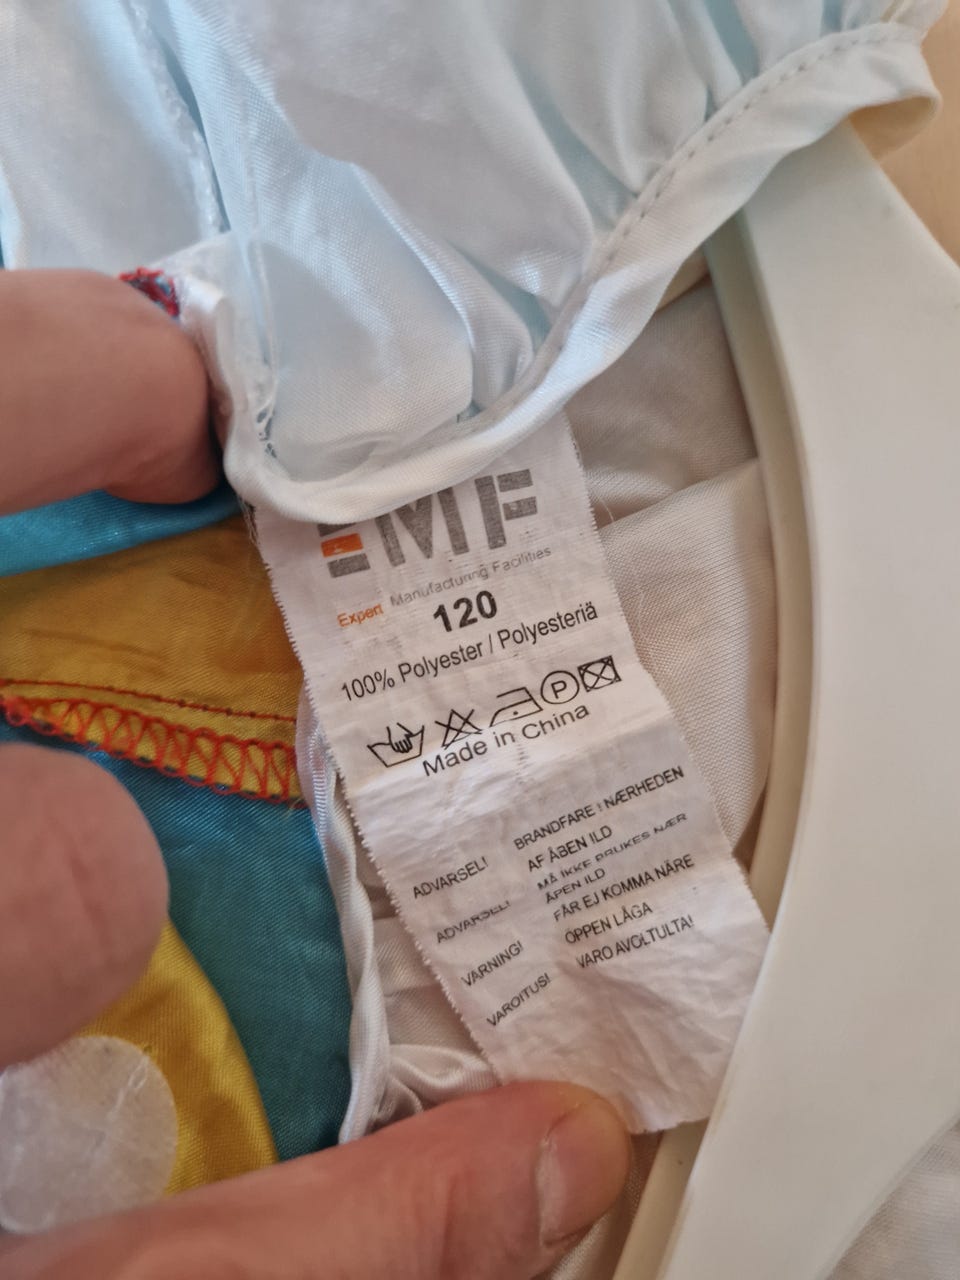 EMF
Expert Manufacturing Facilities
120
100% Polyester / Polyesteriä
P
Made in China
ADVARSEL! BRANDFARE I NÆRHEDEN
AF ÅBEN ILD
ADVARSEL! MÅ IKKE BRUKES NÆR
ÅPEN ILD
VARNING! FÅR EJ KOMMA NÄRE
ÖPPEN LÅGA
VAROITUS! VARO AVOLTULTA!